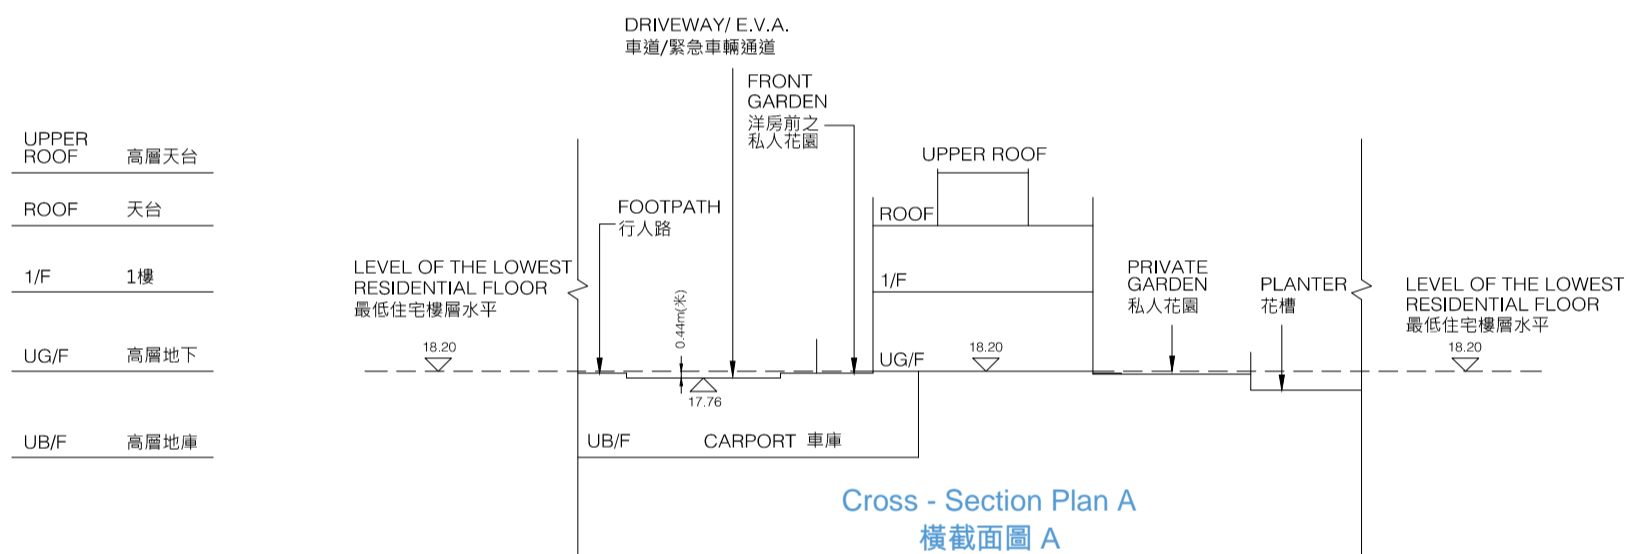 DRIVEWAY/ E.V.A.
車道/緊急車輛通道
FRONT
GARDEN
洋房前之
私人花園
UPPER
ROOF 高層天台
ROOF 天台
1/F 1樓
UG/F 高層地下
UB/F 高層地庫
LEVEL OF THE LOWEST
RESIDENTIAL FLOOR
最低住宅樓層水平
18.20
FOOTPATH
行人路
0.44m(米)
17.76
UPPER ROOF
ROOF
1/F
UG/F
18.20
UB/F
CARPORT 車庫
PRIVATE
GARDEN
私人花園
PLANTER
花槽
LEVEL OF THE LOWEST
RESIDENTIAL FLOOR
最低住宅樓層水平
18.20
Cross - Section Plan A
橫截面圖 A